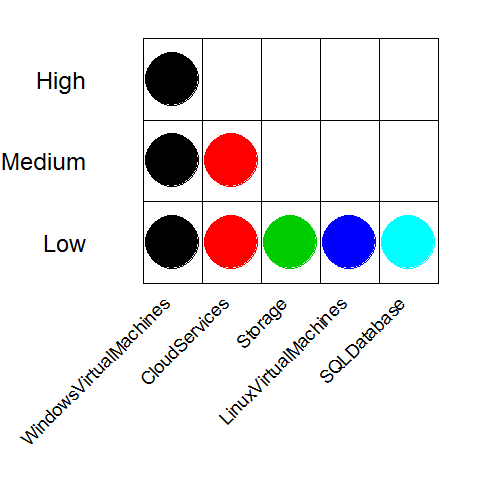 High
Medium
Low
WindowsVirtualMachines
CloudServices
Storage
LinuxVirtualMachines
SQLDatabase